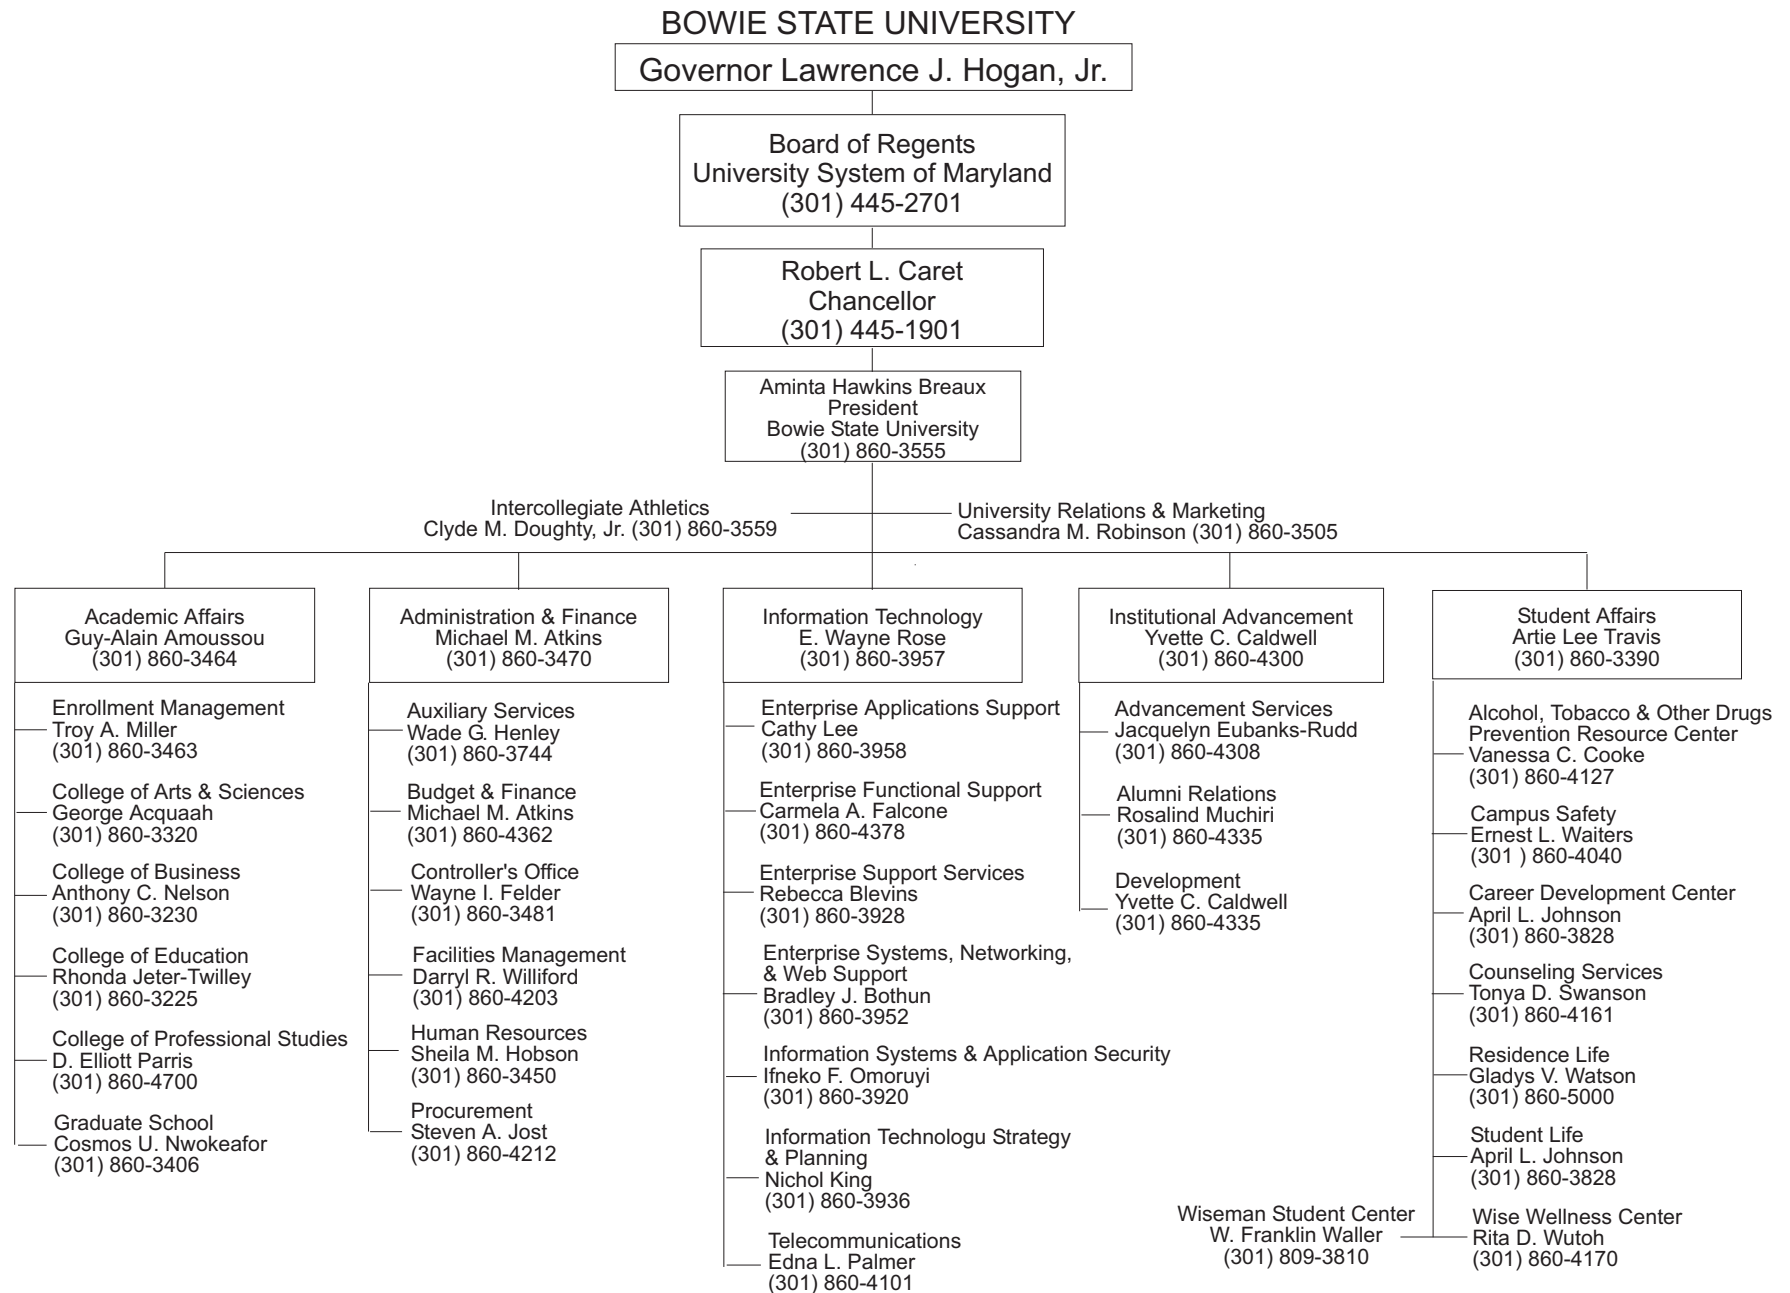 BOWIE STATE UNIVERSITY
Governor Lawrence J. Hogan, Jr.
Board of Regents
University System of Maryland
(301) 445-2701
Robert L. Caret
Chancellor
(301) 445-1901
Aminta Hawkins Breaux
President
Bowie State University
(301) 860-3555
Intercollegiate Athletics
Clyde M. Doughty, Jr. (301) 860-3559
University Relations & Marketing
Cassandra M. Robinson (301) 860-3505
Academic Affairs
Guy-Alain Amoussou
(301) 860-3464
Enrollment Management
Troy A. Miller
(301) 860-3463
College of Arts & Sciences
George Acquaah
(301) 860-3320
College of Business
Anthony C. Nelson
(301) 860-3230
College of Education
Rhonda Jeter-Twilley
(301) 860-3225
College of Professional Studies
D. Elliott Parris
(301) 860-4700
Graduate School
Cosmos U. Nwokeafor
(301) 860-3406
Administration & Finance
Michael M. Atkins
(301) 860-3470
Auxiliary Services
Wade G. Henley
(301) 860-3744
Budget & Finance
Michael M. Atkins
(301) 860-4362
Controller's Office
Wayne I. Felder
(301) 860-3481
Facilities Management
Darryl R. Williford
(301) 860-4203
Human Resources
Sheila M. Hobson
(301) 860-3450
Procurement
Steven A. Jost
(301) 860-4212
Information Technology
E. Wayne Rose
(301) 860-3957
Enterprise Applications Support
Cathy Lee
(301) 860-3958
Enterprise Functional Support
Carmela A. Falcone
(301) 860-4378
Enterprise Support Services
Rebecca Blevins
(301) 860-3928
Enterprise Systems, Networking,
& Web Support
Bradley J. Bothun
(301) 860-3952
Information Systems & Application Security
Ifneko F. Omoruyi
(301) 860-3920
Information Technologu Strategy
& Planning
Nichol King
(301) 860-3936
Telecommunications
Edna L. Palmer
(301) 860-4101
Institutional Advancement
Yvette C. Caldwell
(301) 860-4300
Advancement Services
Jacquelyn Eubanks-Rudd
(301) 860-4308
Alumni Relations
Rosalind Muchiri
(301) 860-4335
Development
Yvette C. Caldwell
(301) 860-4335
Student Affairs
Artie Lee Travis
(301) 860-3390
Alcohol, Tobacco & Other Drugs
Prevention Resource Center
Vanessa C. Cooke
(301) 860-4127
Campus Safety
Ernest L. Waiters
(301 ) 860-4040
Career Development Center
April L. Johnson
(301) 860-3828
Counseling Services
Tonya D. Swanson
(301) 860-4161
Residence Life
Gladys V. Watson
(301) 860-5000
Student Life
April L. Johnson
(301) 860-3828
Wiseman Student Center
W. Franklin Waller
(301) 809-3810
Wise Wellness Center
Rita D. Wutoh
(301) 860-4170